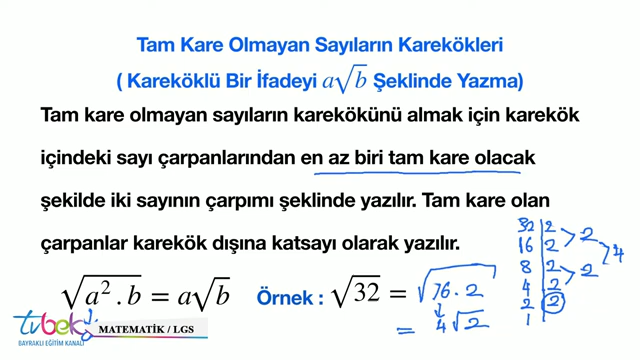 Tam Kare Olmayan Sayıların Karekökleri
( Kareköklü Bir İfadeyi a√b Şeklinde Yazma)
Tam kare olmayan sayıların karekökünü almak için karekök
içindeki sayı çarpanlarından en az biri tam kare olacak
şekilde iki sayının çarpımı şeklinde yazılır. Tam kare olan
çarpanlar karekök dışına katsayı olarak yazılır.
√a² . b = a√b Örnek : √32 = √16 . 2
= 4√2
32 2
16 2 2
8 2 4
4 2 2
2 2
1
tvbek
BAYRAKLI EĞİTİM KANALI
MATEMATİK / LGS